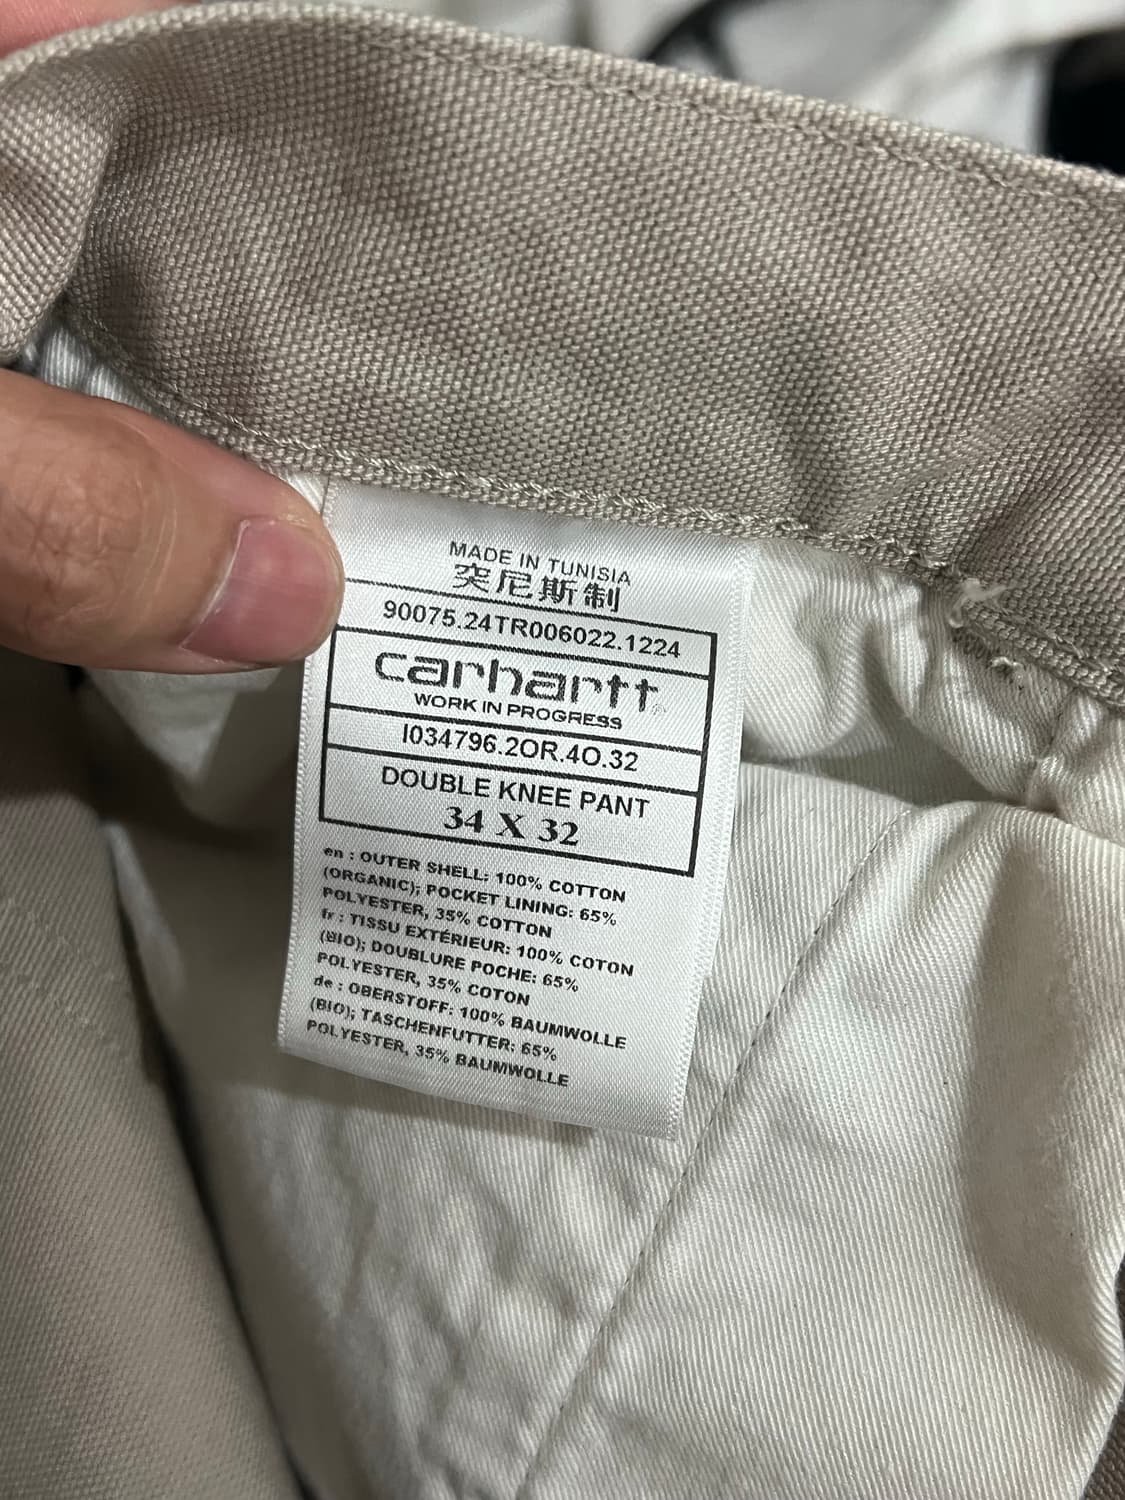 MADE IN TUNISIA
突尼斯制
90075.24TR006022.1224
carhartt
WORK IN PROGRESS
I034796.2OR.4O.32
DOUBLE KNEE PANT
34 X 32
en : OUTER SHELL: 100% COTTON
(ORGANIC); POCKET LINING: 65%
POLYESTER, 35% COTTON
fr : TISSU EXTÉRIEUR: 100% COTON
(BIO); DOUBLURE POCHE: 65%
POLYESTER, 35% COTON
de : OBERSTOFF: 100% BAUMWOLLE
(BIO); TASCHENFUTTER: 65%
POLYESTER, 35% BAUMWOLLE